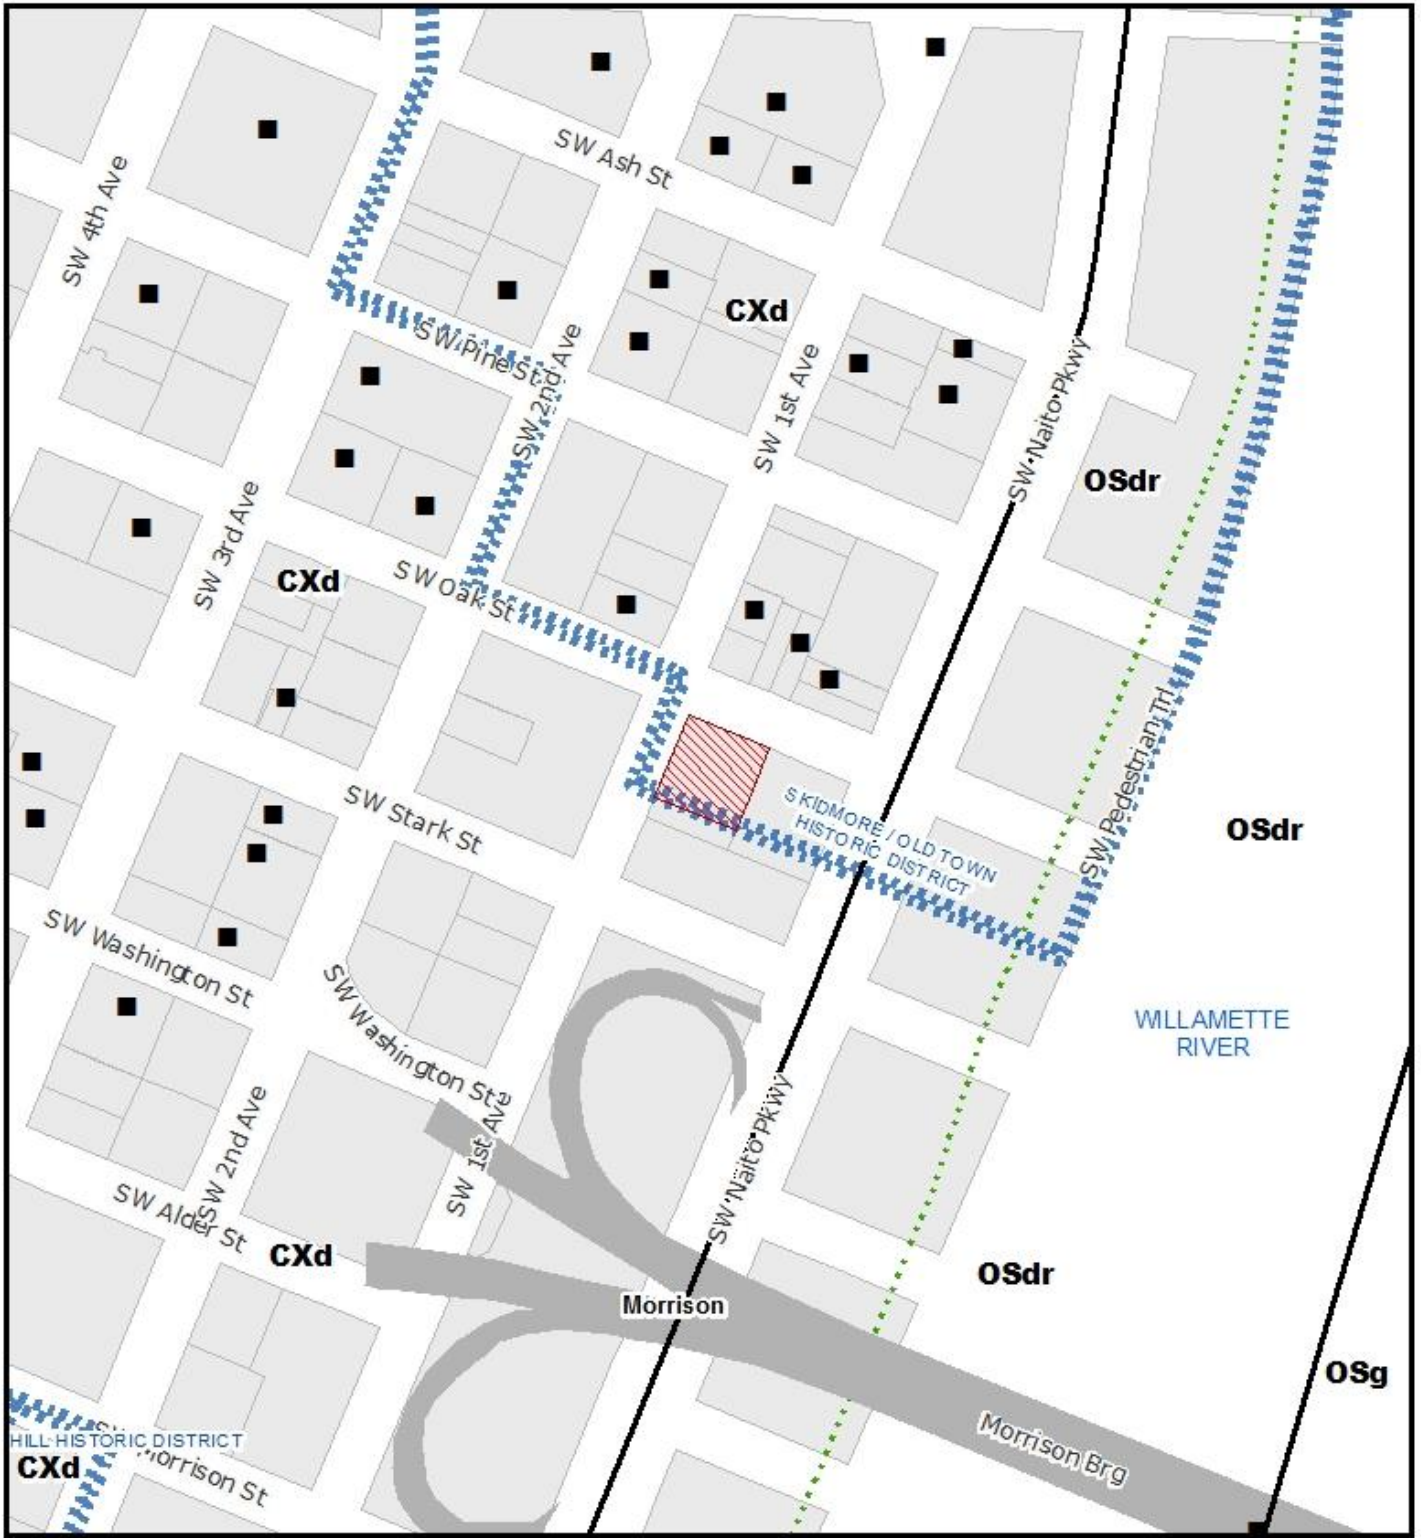 SW Ash St
SW 4th Ave
CXd
SW Pine St
SW 2nd Ave
SW 1st Ave
SW Naito Pkwy
OSdr
SW 3rd Ave
CXd
SW Oak St
SW Pedestrian Trl
SW Stark St
SKIDMORE / OLD TOWN
HISTORIC DISTRICT
OSdr
SW Washington St
SW Washington St
WILLAMETTE
RIVER
SW 2nd Ave
SW 1st Ave
SW Naito Pkwy
SW Alder St
CXd
OSdr
Morrison
OSg
Morrison Brg
HILL HISTORIC DISTRICT
CXd
SW Morrison St